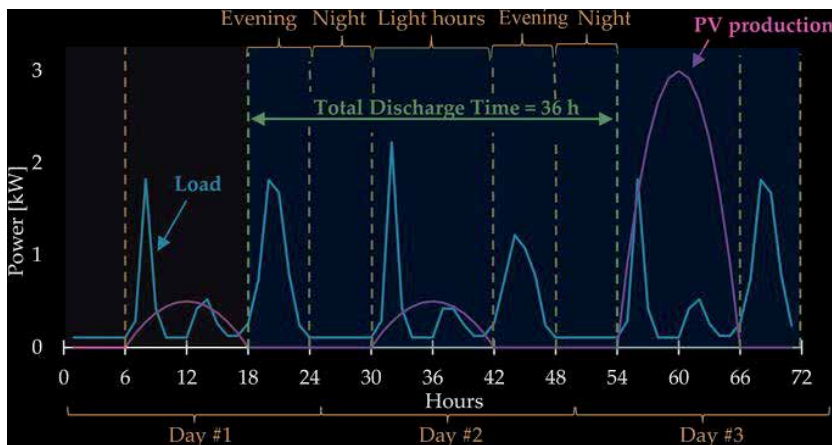 Evening Night Light hours Evening Night
PV production
3
Total Discharge Time = 36 h
2
Load
Power [kW]
1
0
0 6 12 18 24 30 36 42 48 54 60 66 72
Hours
Day #1 Day #2 Day #3